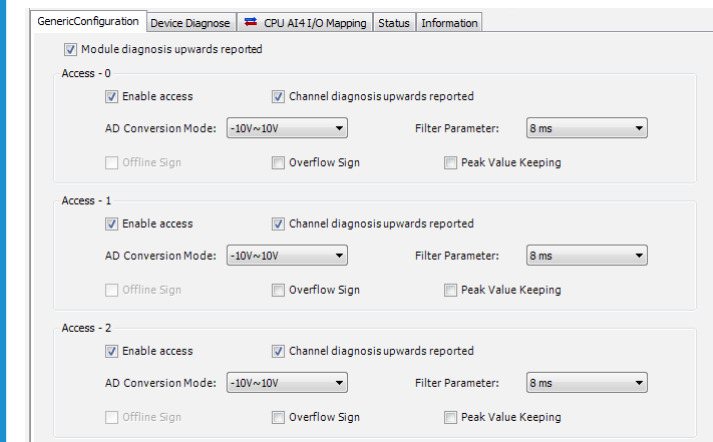 GenericConfiguration Device Diagnose CPU AI4 I/O Mapping Status Information
Module diagnosis upwards reported
Access - 0
Enable access Channel diagnosis upwards reported
AD Conversion Mode: -10V~10V Filter Parameter: 8 ms
Offline Sign Overflow Sign Peak Value Keeping
Access - 1
Enable access Channel diagnosis upwards reported
AD Conversion Mode: -10V~10V Filter Parameter: 8 ms
Offline Sign Overflow Sign Peak Value Keeping
Access - 2
Enable access Channel diagnosis upwards reported
AD Conversion Mode: -10V~10V Filter Parameter: 8 ms
Offline Sign Overflow Sign Peak Value Keeping